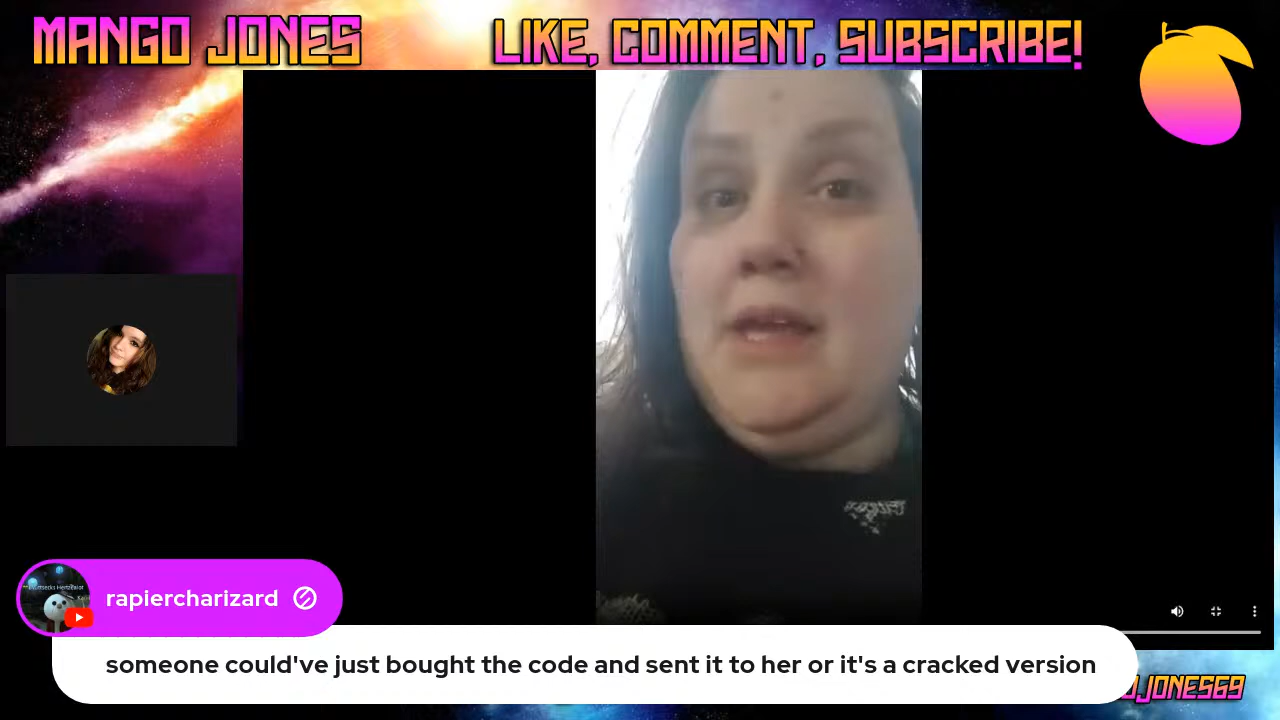 MANGO JONES
LIKE, COMMENT, SUBSCRIBE!
rapiercharizard
someone could've just bought the code and sent it to her or it's a cracked version
JONES69